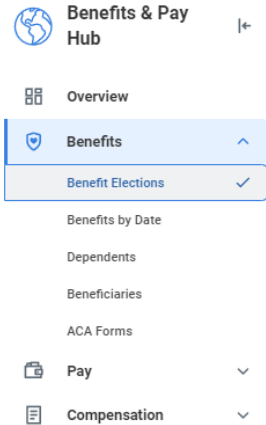 Benefits & Pay
Hub
Overview
Benefits
Benefit Elections
Benefits by Date
Dependents
Beneficiaries
ACA Forms
Pay
Compensation